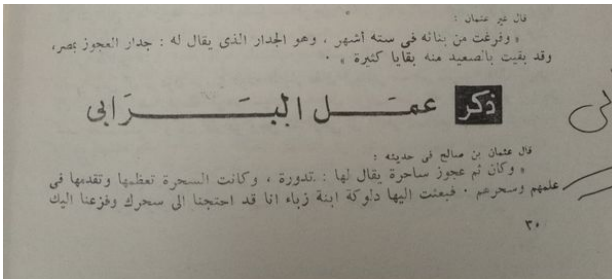 قال غير عثمان :
« وفرغت من بنائه فى ستة أشهر ، وهو الجدار الذى يقال له : جدار العجوز بمصر،
وقد بقيت بالصعيد منه بقايا كثيرة » .
ذكر عمـــل البـــرابى
قال عثمان بن صالح فى حديثه :
« وكان ثم عجوز ساحرة يقال لها : تدورة ، وكانت السحرة تعظمها وتقدمها فى
علمهم وسحرهم . فبعثت اليها دلوكة ابنة زباء انا قد احتجنا الى سحرك وفزعنا اليك
٣٠